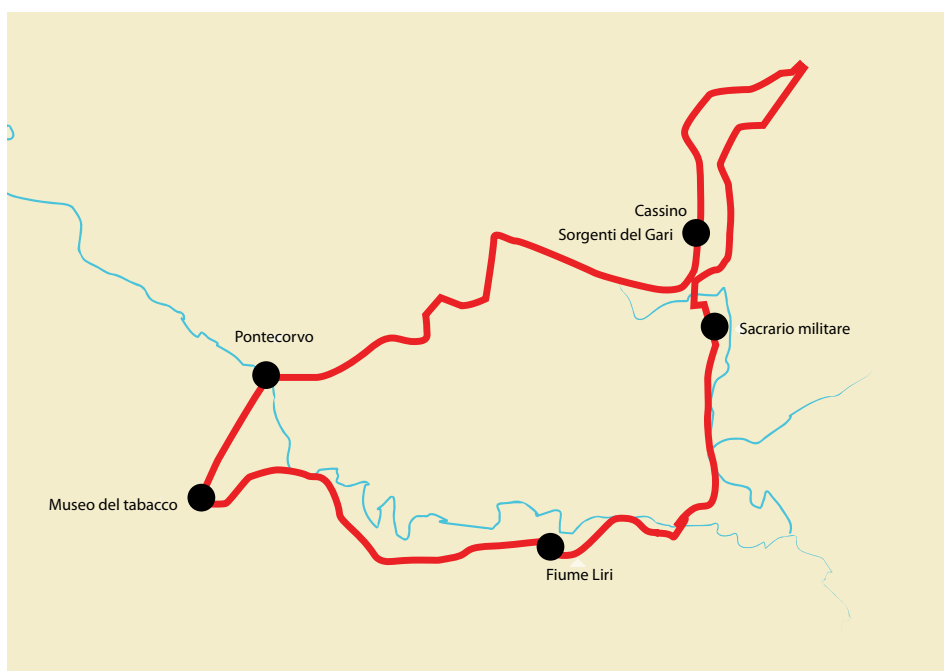 Cassino
Sorgenti del Gari
Sacrario militare
Pontecorvo
Museo del tabacco
Fiume Liri